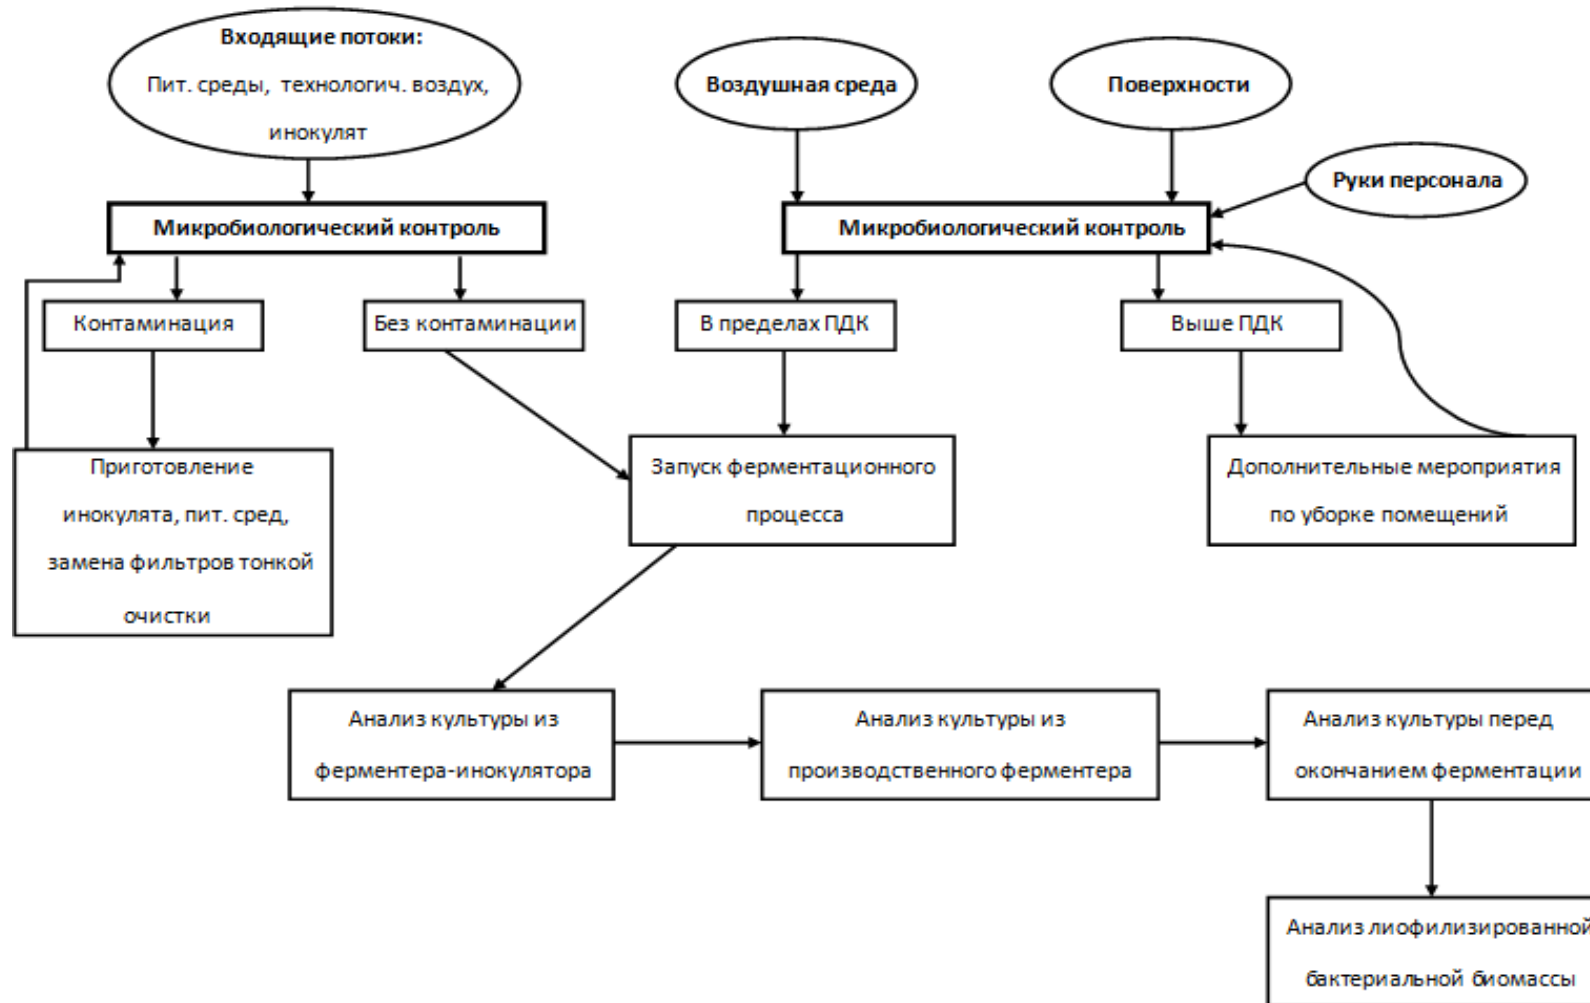 Входящие потоки:
Пит. среды, технологич. воздух,
инокулят
Воздушная среда
Поверхности
Руки персонала
Микробиологический контроль
Микробиологический контроль
Контаминация
Без контаминации
В пределах ПДК
Выше ПДК
Приготовление
инокулята, пит. сред,
замена фильтров тонкой
очистки
Запуск ферментационного
процесса
Дополнительные мероприятия
по уборке помещений
Анализ культуры из
ферментера-инокулятора
Анализ культуры из
производственного ферментера
Анализ культуры перед
окончанием ферментации
Анализ лиофилизированной
бактериальной биомассы